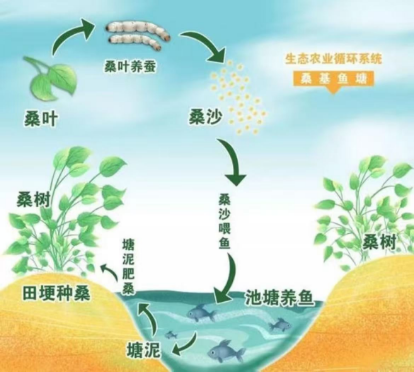 生态农业循环系统
桑基鱼塘
桑叶养蚕
桑叶
桑沙
桑沙喂鱼
桑树
桑树
塘泥肥桑
田埂种桑
池塘养鱼
塘泥